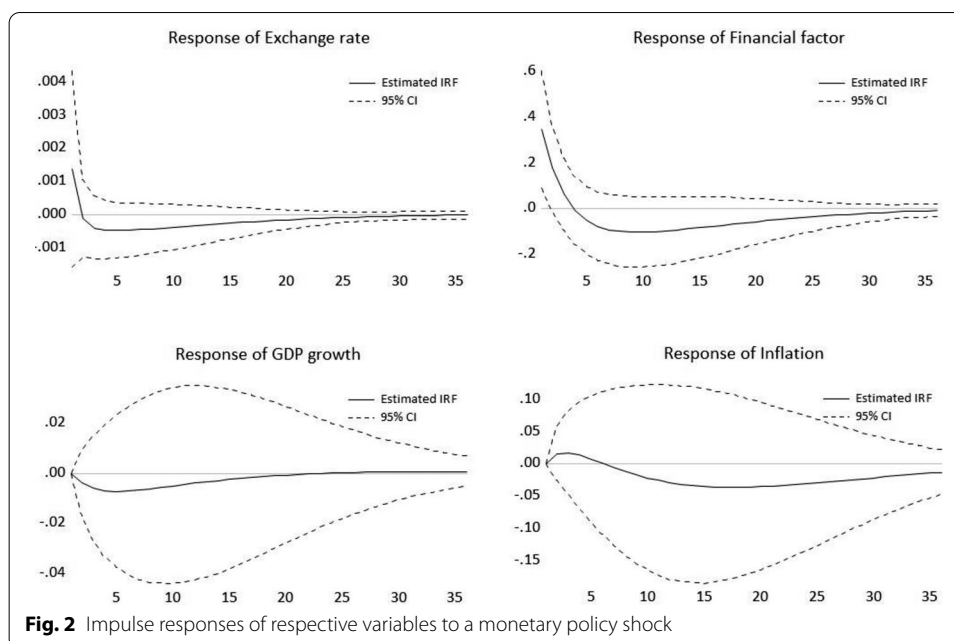 Response of Exchange rate
.004
.003
.002
.001
.000
-.001
Estimated IRF
95% CI
5 10 15 20 25 30 35
Response of Financial factor
.6
.4
.2
.0
-.2
Estimated IRF
95% CI
5 10 15 20 25 30 35
Response of GDP growth
.02
.00
-.02
-.04
Estimated IRF
95% CI
5 10 15 20 25 30 35
Response of Inflation
.10
.05
.00
-.05
-.10
-.15
Estimated IRF
95% CI
5 10 15 20 25 30 35
Fig. 2 Impulse responses of respective variables to a monetary policy shock